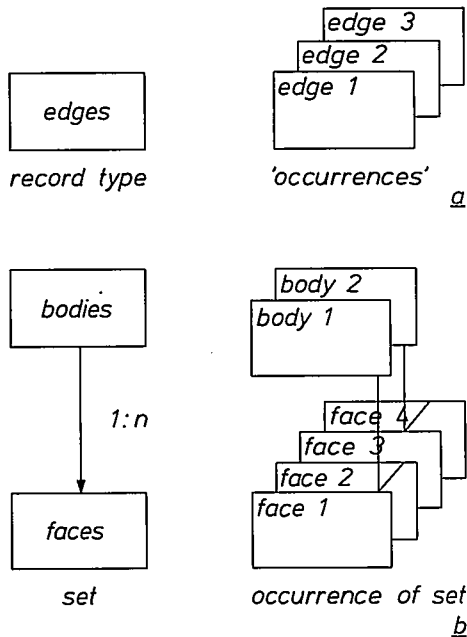 edge 3
edge 2
edge 1
edges
record type
'occurrences'
a
body 2
body 1
bodies
1:n
face 4
face 3
face 2
face 1
faces
set
occurrence of set
b